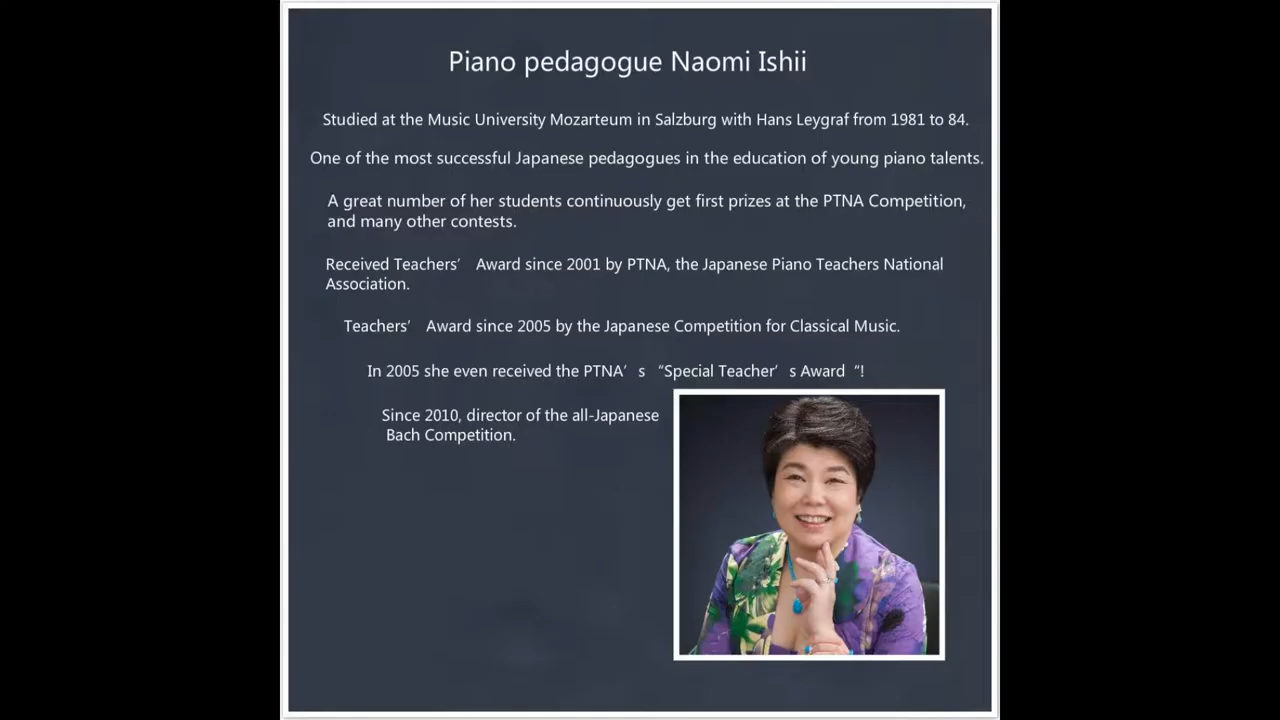 Piano pedagogue Naomi Ishii
Studied at the Music University Mozarteum in Salzburg with Hans Leygraf from 1981 to 84.
One of the most successful Japanese pedagogues in the education of young piano talents.
A great number of her students continuously get first prizes at the PTNA Competition,
and many other contests.
Received Teachers’ Award since 2001 by PTNA, the Japanese Piano Teachers National
Association.
Teachers’ Award since 2005 by the Japanese Competition for Classical Music.
In 2005 she even received the PTNA’ s “Special Teacher’ s Award “!
Since 2010, director of the all-Japanese
Bach Competition.